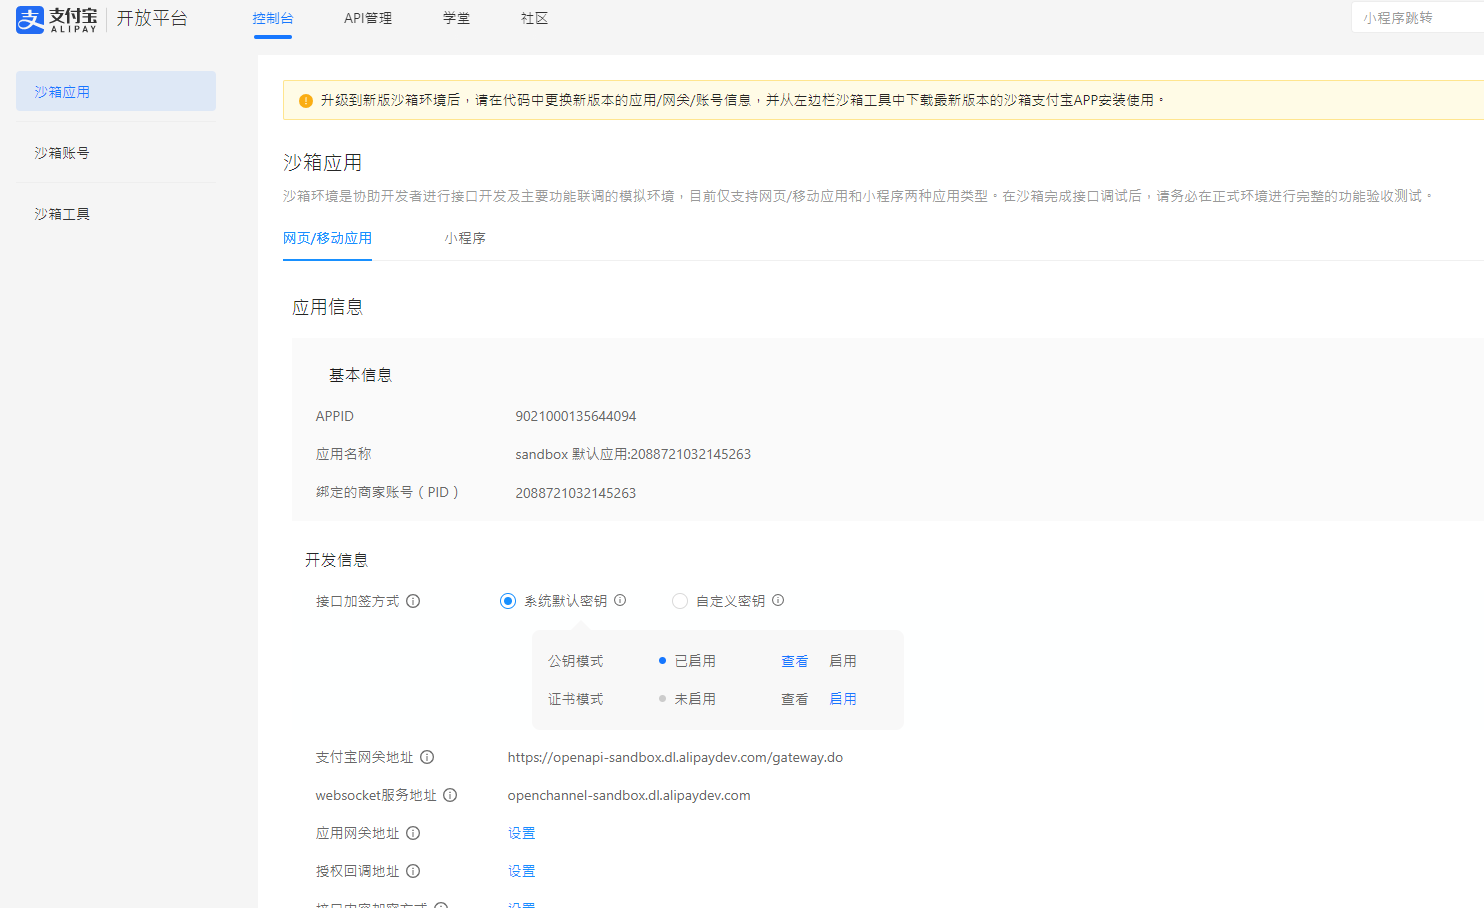 支付宝 ALIPAY 开放平台 控制台 API管理 学堂 社区 小程序跳转
沙箱应用
沙箱账号
沙箱工具
升级到新版沙箱环境后，请在代码中更换新版本的应用/网关/账号信息，并从左边栏沙箱工具中下载最新版本的沙箱支付宝APP安装使用。
沙箱应用
沙箱环境是协助开发者进行接口开发及主要功能联调的模拟环境，目前仅支持网页/移动应用和小程序两种应用类型。在沙箱完成接口调试后，请务必在正式环境进行完整的功能验收测试。
网页/移动应用 小程序
应用信息
基本信息
APPID 9021000135644094
应用名称 sandbox 默认应用:2088721032145263
绑定的商家账号（PID） 2088721032145263
开发信息
接口加签方式 系统默认密钥 自定义密钥
公钥模式 已启用 查看 启用
证书模式 未启用 查看 启用
支付宝网关地址 https://openapi-sandbox.dl.alipaydev.com/gateway.do
websocket服务地址 openchannel-sandbox.dl.alipaydev.com
应用网关地址 设置
授权回调地址 设置
接口内容加密方式 设置